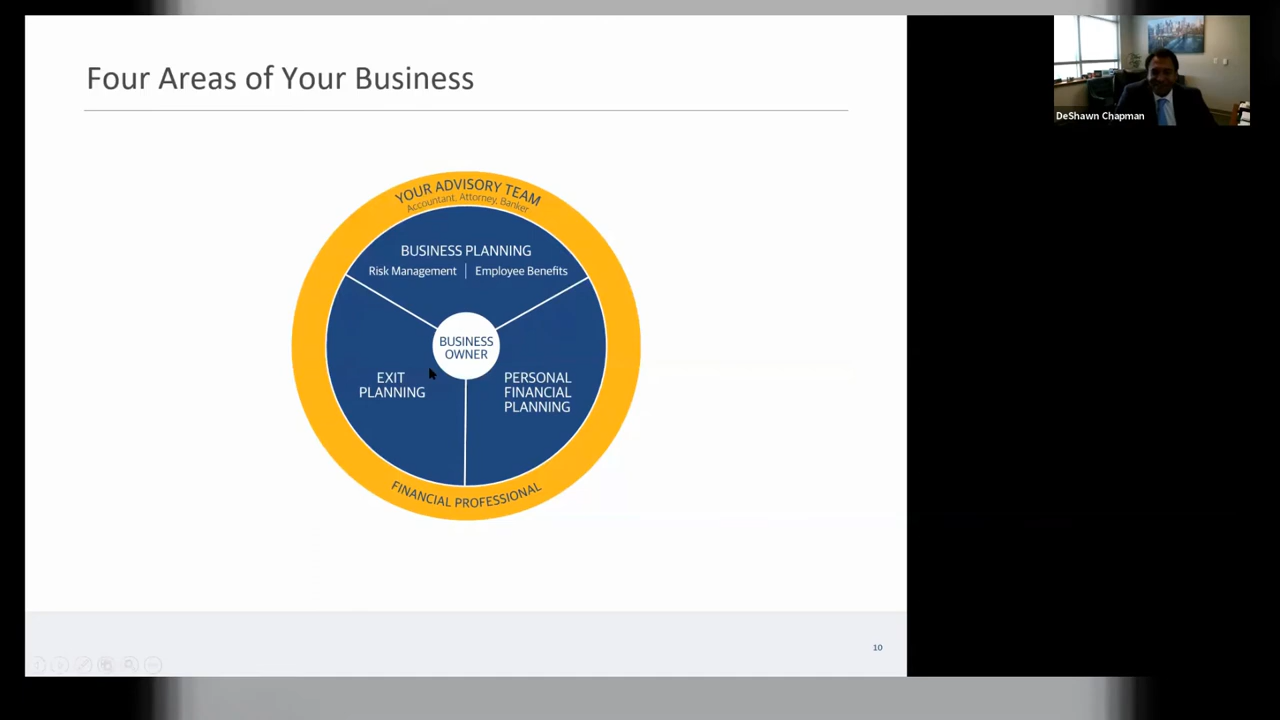 Four Areas of Your Business
DeShawn Chapman
YOUR ADVISORY TEAM
Accountant, Attorney, Banker
BUSINESS PLANNING
Risk Management | Employee Benefits
BUSINESS
OWNER
EXIT
PLANNING
PERSONAL
FINANCIAL
PLANNING
FINANCIAL PROFESSIONAL
10